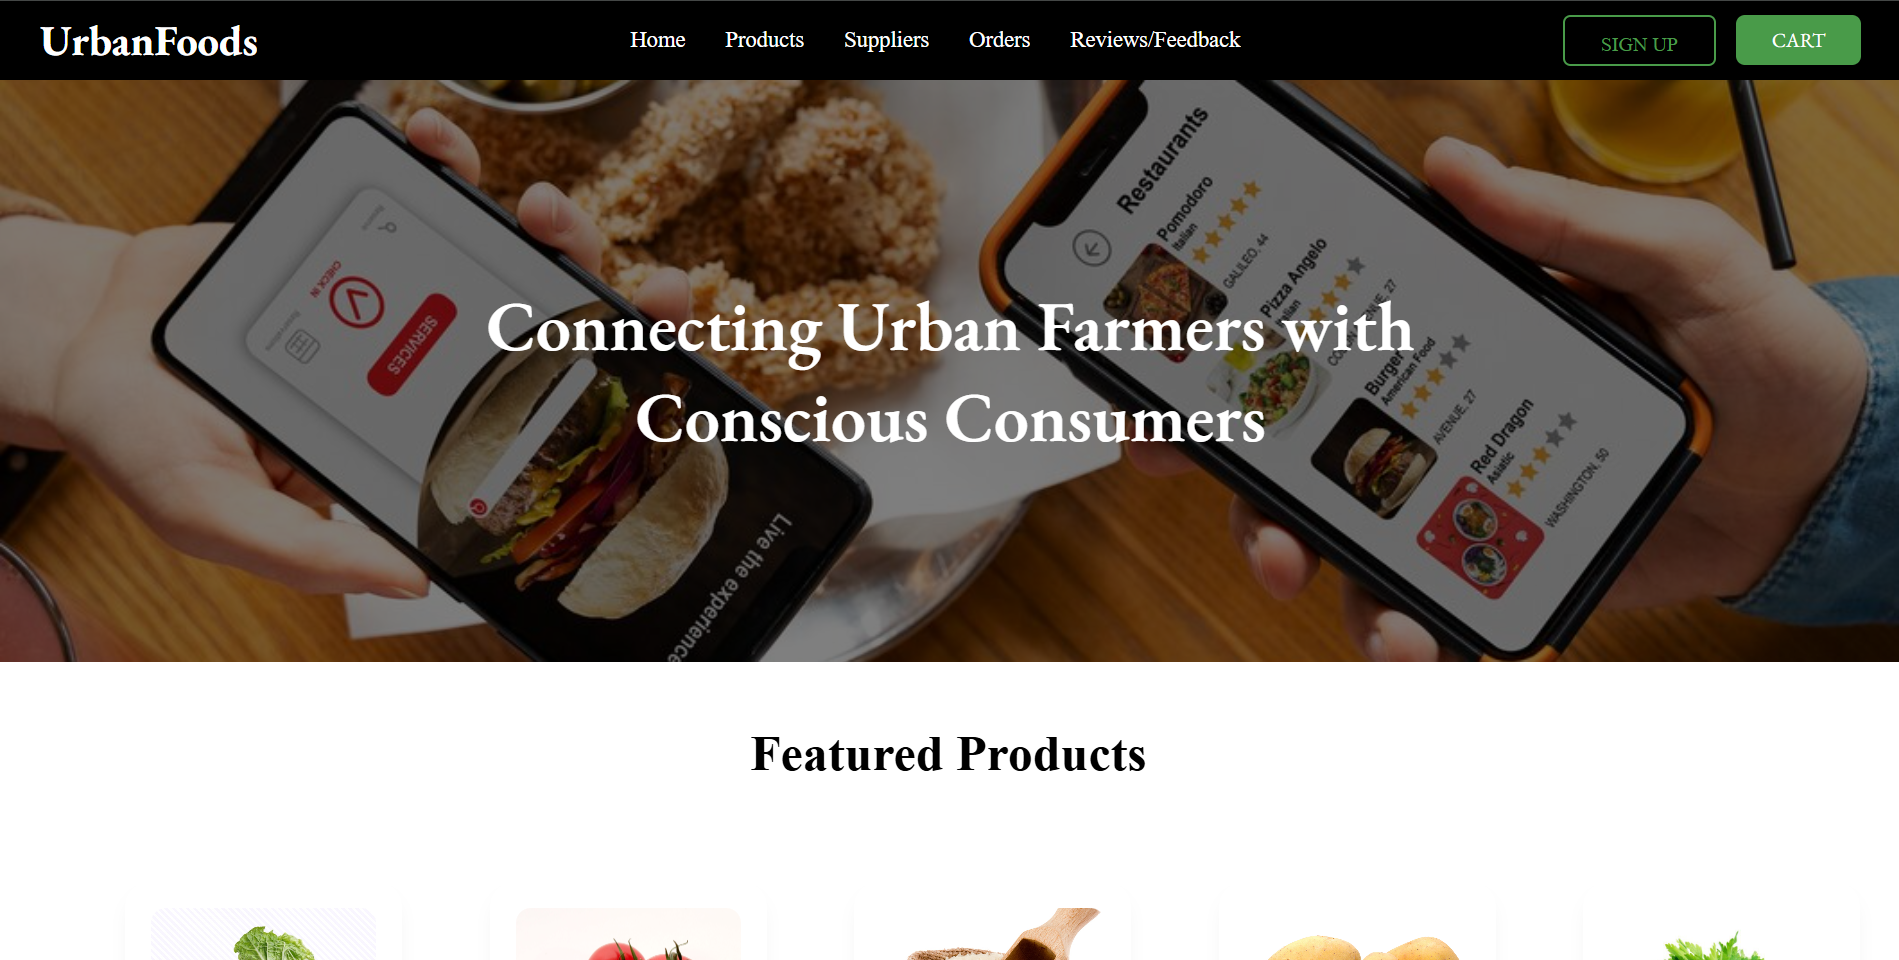 UrbanFoods
Home Products Suppliers Orders Reviews/Feedback
SIGN UP CART
Restaurants
Pomodoro
Italian
GALILEO, 44
Pizza Angelo
Burger
American Food
AVENUE, 27
Red Dragon
Asiatic
WASHINGTON, 50
CHECK IN
SERVICES
Live the experience
Connecting Urban Farmers with
Conscious Consumers
Featured Products